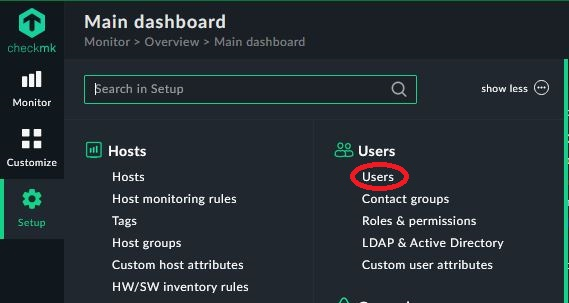 Main dashboard
Monitor > Overview > Main dashboard
checkmk
Monitor
Customize
Setup
Search in Setup
show less
Hosts
Hosts
Host monitoring rules
Tags
Host groups
Custom host attributes
HW/SW inventory rules
Users
Users
Contact groups
Roles & permissions
LDAP & Active Directory
Custom user attributes